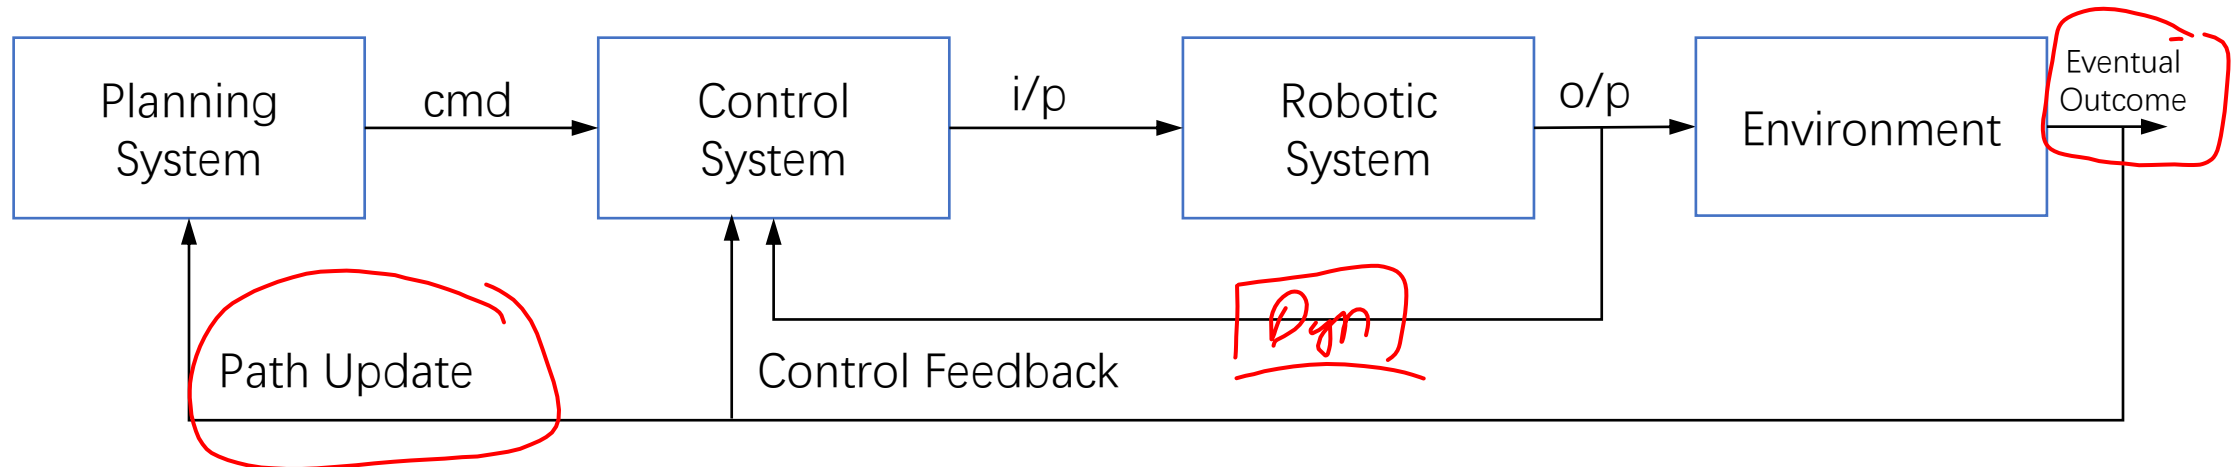 Planning
System
cmd
Control
System
i/p
Robotic
System
o/p
Environment
Eventual
Outcome
Dyn
Path Update
Control Feedback